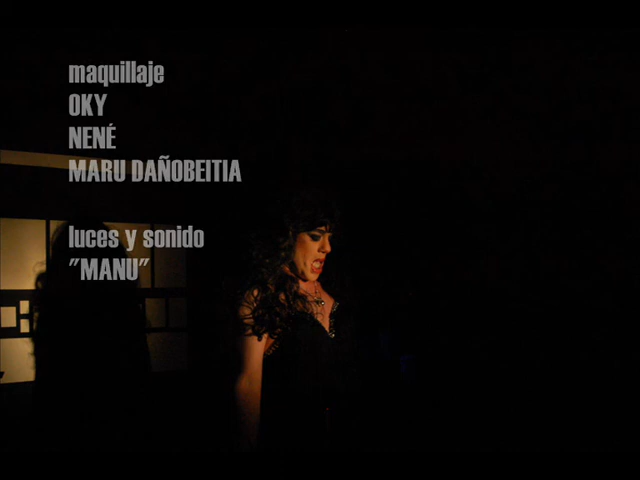 maquillaje
OKY
NENÉ
MARU DAÑOBEITIA
luces y sonido
"MANU"